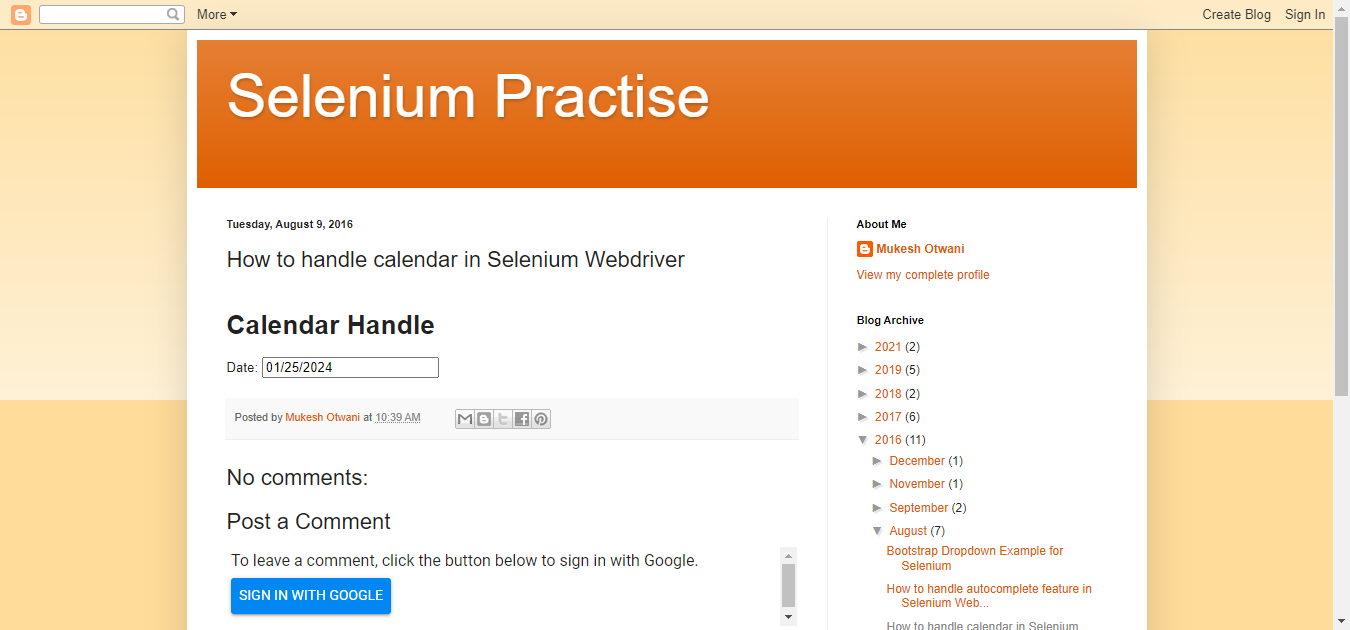 More
Create Blog Sign In
Selenium Practise
Tuesday, August 9, 2016
How to handle calendar in Selenium Webdriver
Calendar Handle
Date: 01/25/2024
Posted by Mukesh Otwani at 10:39 AM
No comments:
Post a Comment
To leave a comment, click the button below to sign in with Google.
SIGN IN WITH GOOGLE
About Me
Mukesh Otwani
View my complete profile
Blog Archive
► 2021 (2)
► 2019 (5)
► 2018 (2)
► 2017 (6)
▼ 2016 (11)
► December (1)
► November (1)
► September (2)
▼ August (7)
Bootstrap Dropdown Example for
Selenium
How to handle autocomplete feature in
Selenium Web...
How to handle calendar in Selenium